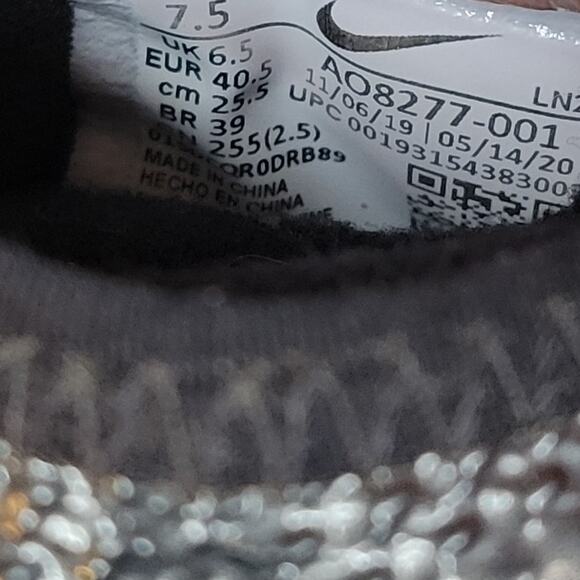 7.5
UK 6.5
EUR 40.5
cm 25.5
BR 39
255(2.5)
MADE IN CHINA
HECHO EN CHINA
AO8277-001
11/06/19 | 05/14/20
UPC 00193154383003